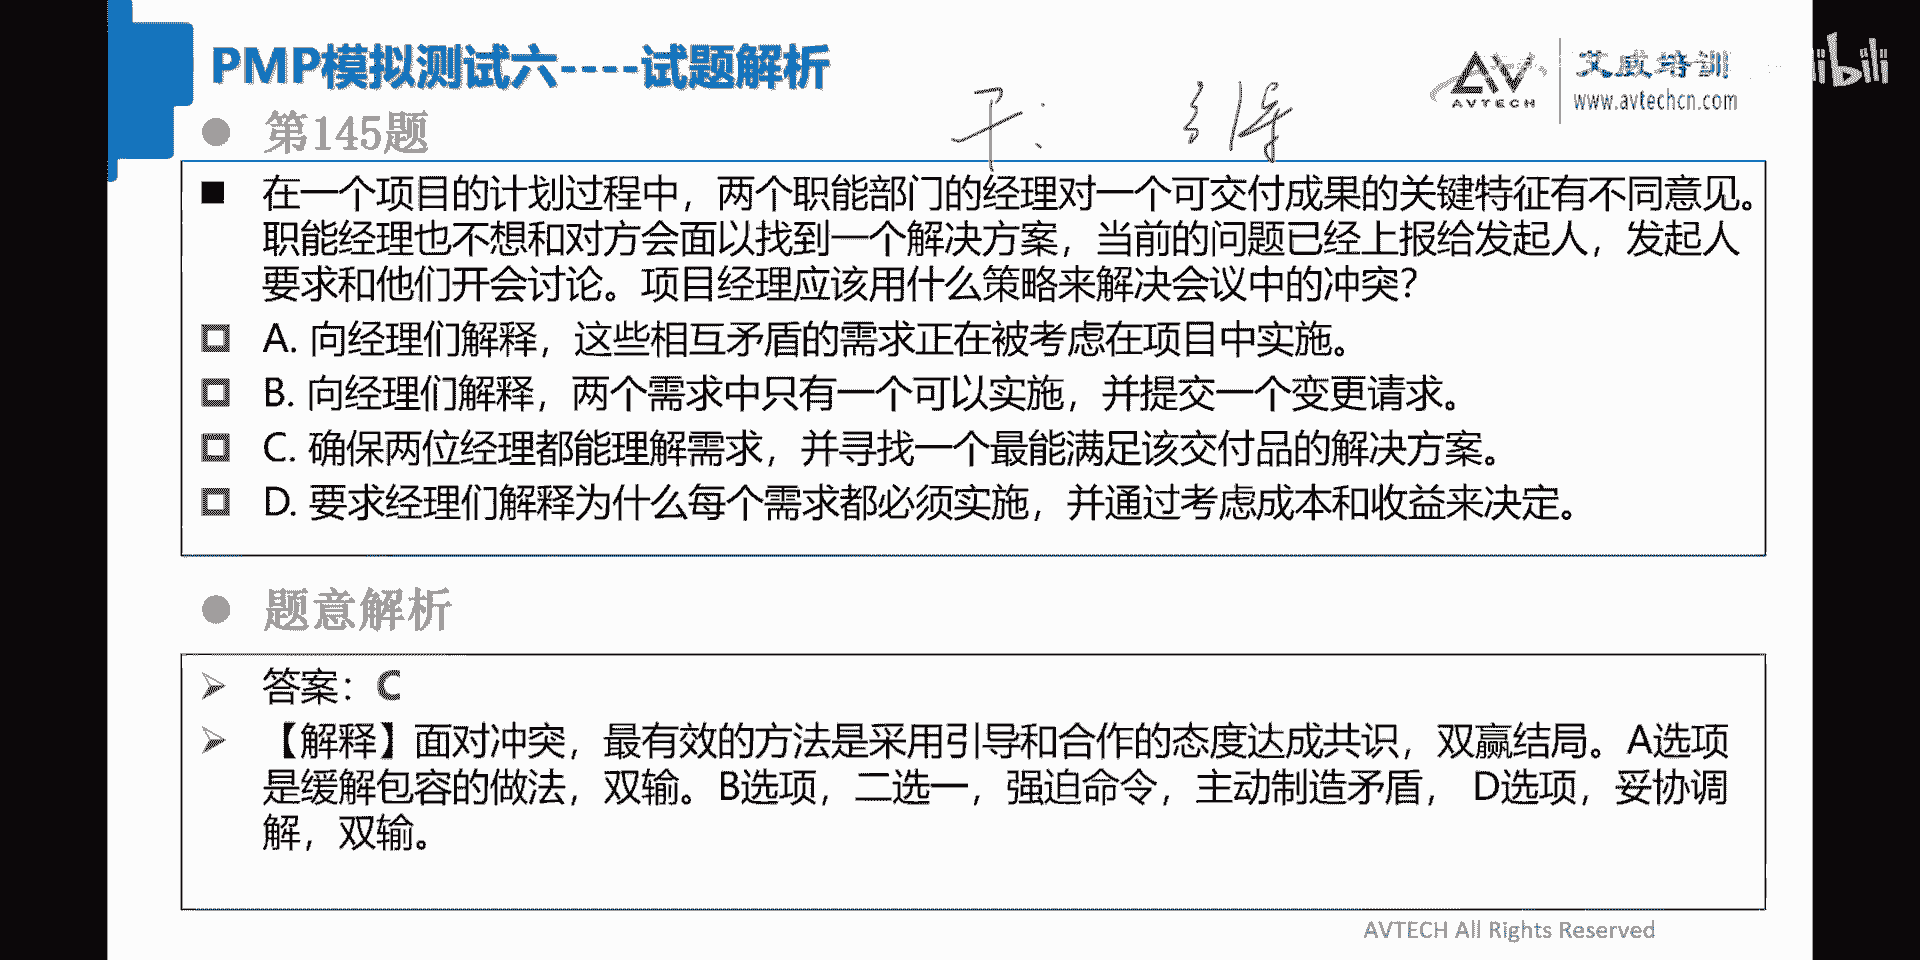 PMP模拟测试六----试题解析
艾威培训
AVTECH
www.avtechcn.com
第145题
干: 引导
在一个项目的计划过程中，两个职能部门的经理对一个可交付成果的关键特征有不同意见。
职能经理也不想和对方会面以找到一个解决方案，当前的问题已经上报给发起人，发起人
要求和他们开会讨论。项目经理应该用什么策略来解决会议中的冲突？
A. 向经理们解释，这些相互矛盾的需求正在被考虑在项目中实施。
B. 向经理们解释，两个需求中只有一个可以实施，并提交一个变更请求。
C. 确保两位经理都能理解需求，并寻找一个最能满足该交付品的解决方案。
D. 要求经理们解释为什么每个需求都必须实施，并通过考虑成本和收益来决定。
题意解析
答案：C
【解释】面对冲突，最有效的方法是采用引导和合作的态度达成共识，双赢结局。A选项
是缓解包容的做法，双输。B选项，二选一，强迫命令，主动制造矛盾， D选项，妥协调
解，双输。
AVTECH All Rights Reserved